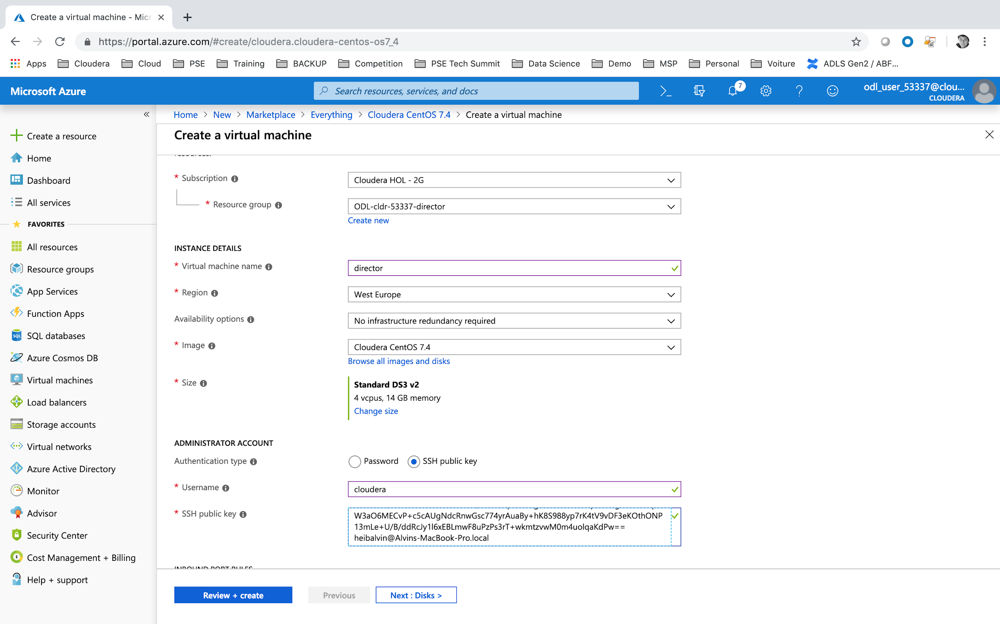 Create a virtual machine - Micr
https://portal.azure.com/#create/cloudera.cloudera-centos-os7_4
Apps Cloudera Cloud PSE Training BACKUP Competition PSE Tech Summit Data Science Demo MSP Personal Voiture ADLS Gen2 / ABF...
Microsoft Azure
Search resources, services, and docs
7
odl_user_53337@clou...
CLOUDERA
Home > New > Marketplace > Everything > Cloudera CentOS 7.4 > Create a virtual machine
Create a virtual machine
Create a resource
Home
Dashboard
All services
FAVORITES
All resources
Resource groups
App Services
Function Apps
SQL databases
Azure Cosmos DB
Virtual machines
Load balancers
Storage accounts
Virtual networks
Azure Active Directory
Monitor
Advisor
Security Center
Cost Management + Billing
Help + support
resources.
* Subscription
Cloudera HOL - 2G
* Resource group
ODL-cldr-53337-director
Create new
INSTANCE DETAILS
* Virtual machine name
director
* Region
West Europe
Availability options
No infrastructure redundancy required
* Image
Cloudera CentOS 7.4
Browse all images and disks
* Size
Standard DS3 v2
4 vcpus, 14 GB memory
Change size
ADMINISTRATOR ACCOUNT
Authentication type
Password SSH public key
* Username
cloudera
* SSH public key
W3aO6MECvP+c5cAUgNdcRnwGsc774yrAuaBy+hK8S988yp7rK4tV9vDF3eKOthONP
13mLe+U/B/ddRcJy1l6xEBLmwF8uPzPs3rT+wkmtzvwM0m4uolqaKdPw==
heibalvin@Alvins-MacBook-Pro.local
INBOUND PORT RULES
Review + create
Previous
Next : Disks >